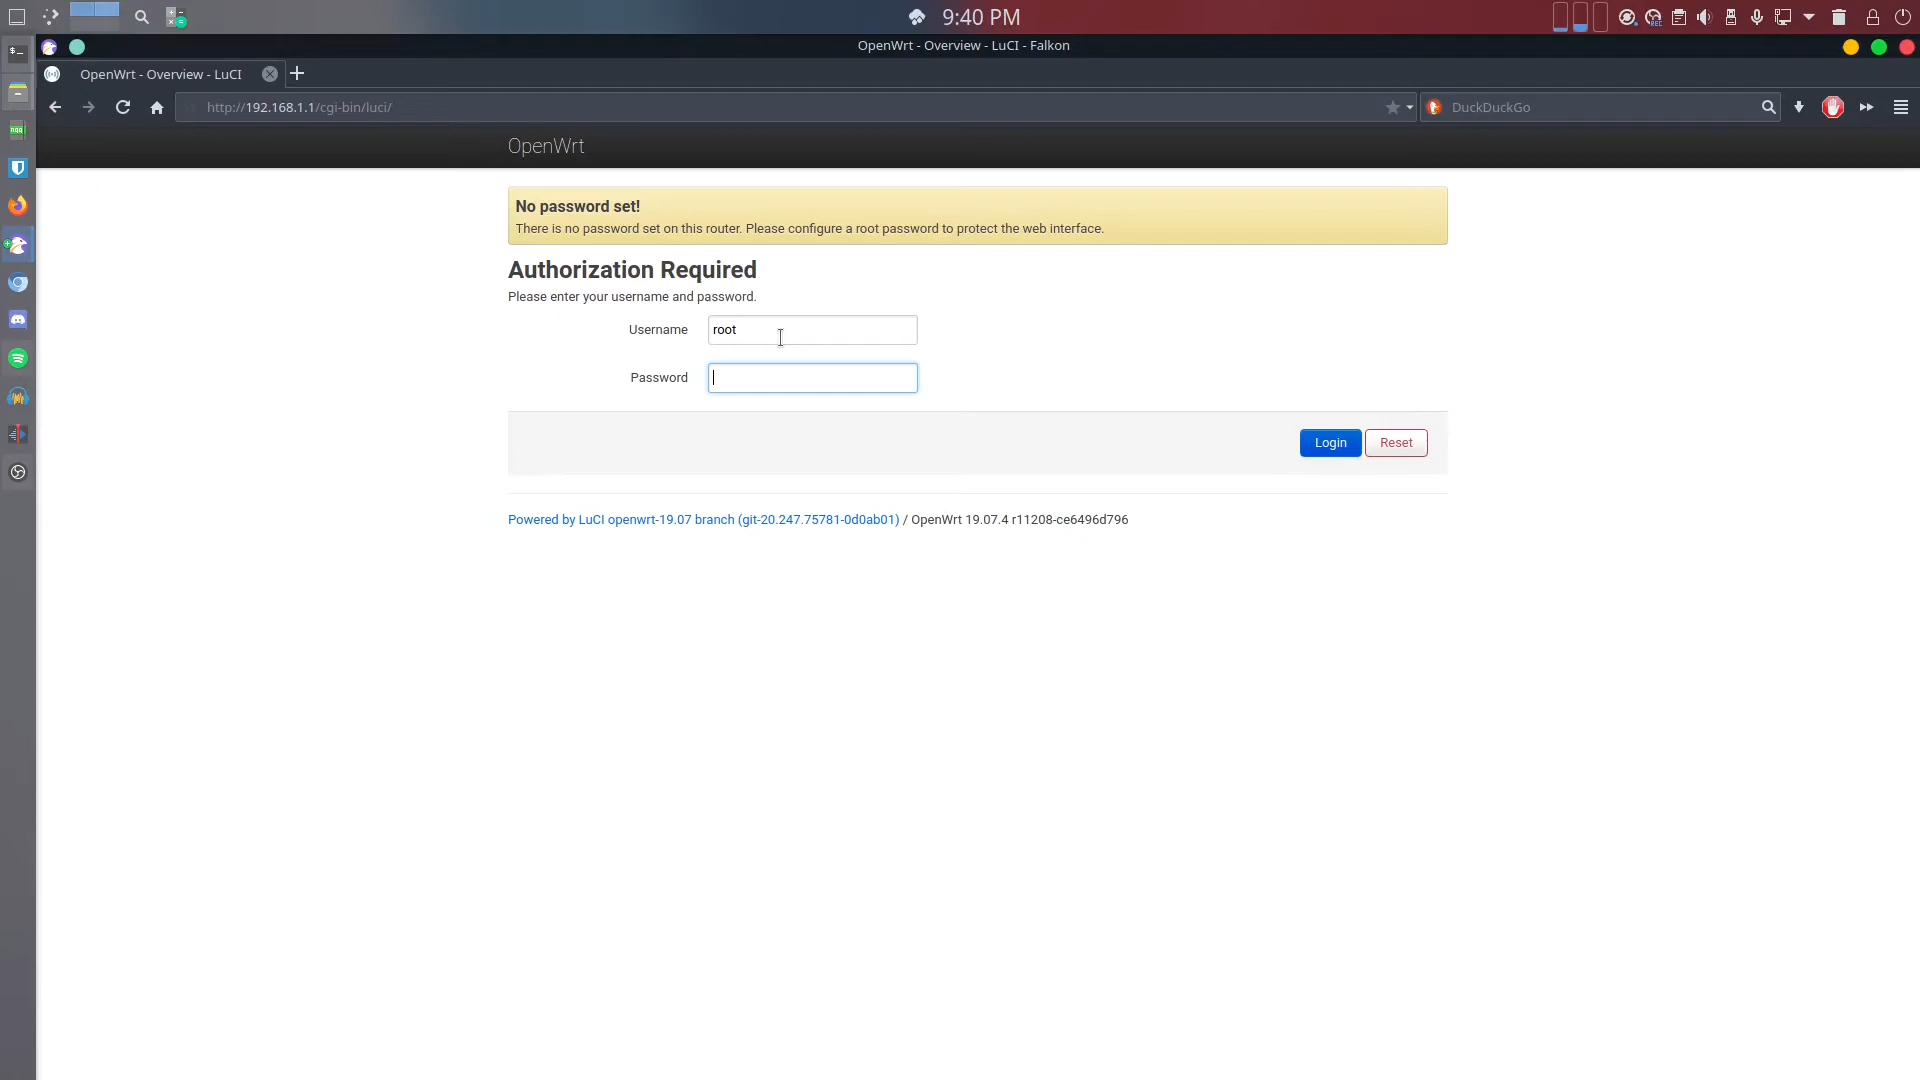 9:40 PM
OpenWrt - Overview - LuCI - Falkon
OpenWrt - Overview - LuCI
http://192.168.1.1/cgi-bin/luci/
DuckDuckGo
OpenWrt
No password set!
There is no password set on this router. Please configure a root password to protect the web interface.
Authorization Required
Please enter your username and password.
Username root
Password
Login Reset
Powered by LuCI openwrt-19.07 branch (git-20.247.75781-0d0ab01) / OpenWrt 19.07.4 r11208-ce6496d796